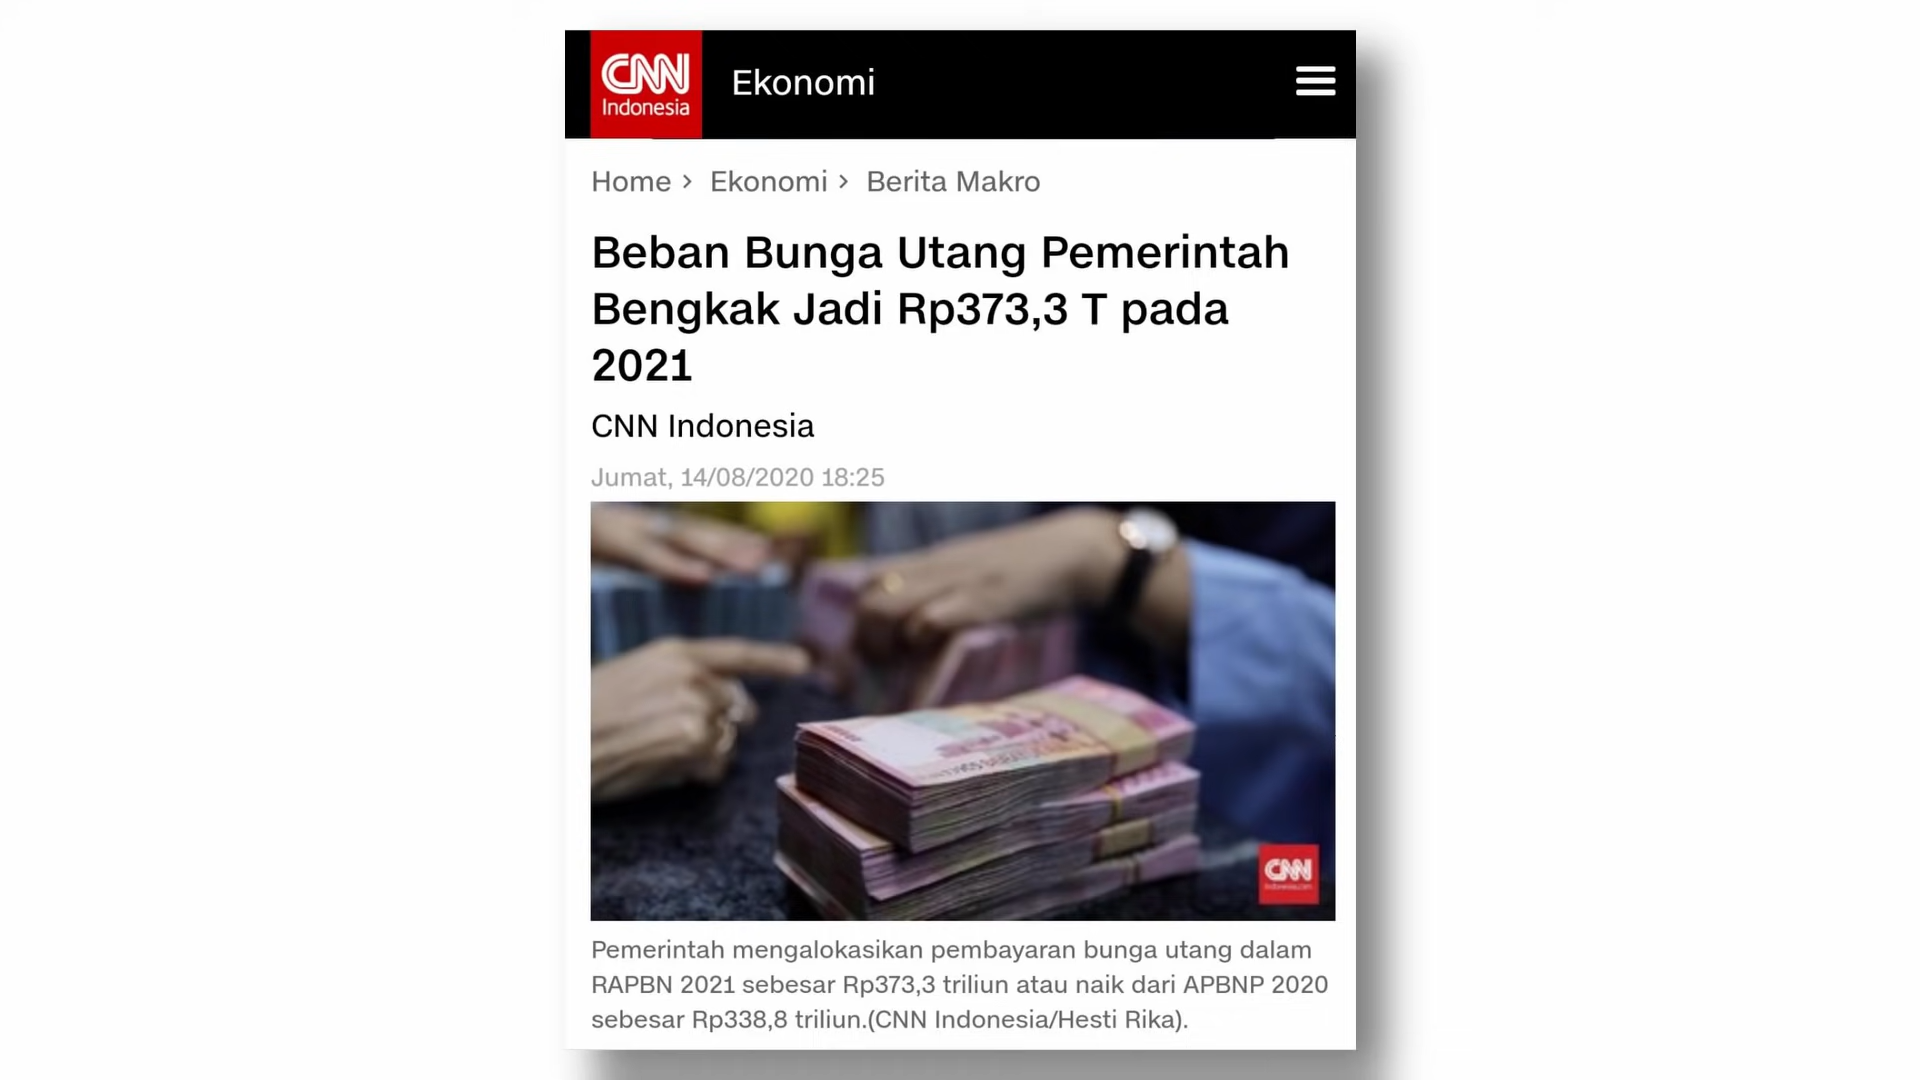 CNN
Indonesia
Ekonomi
Home > Ekonomi > Berita Makro
Beban Bunga Utang Pemerintah
Bengkak Jadi Rp373,3 T pada
2021
CNN Indonesia
Jumat, 14/08/2020 18:25
CNN
Pemerintah mengalokasikan pembayaran bunga utang dalam
RAPBN 2021 sebesar Rp373,3 triliun atau naik dari APBNP 2020
sebesar Rp338,8 triliun.(CNN Indonesia/Hesti Rika).